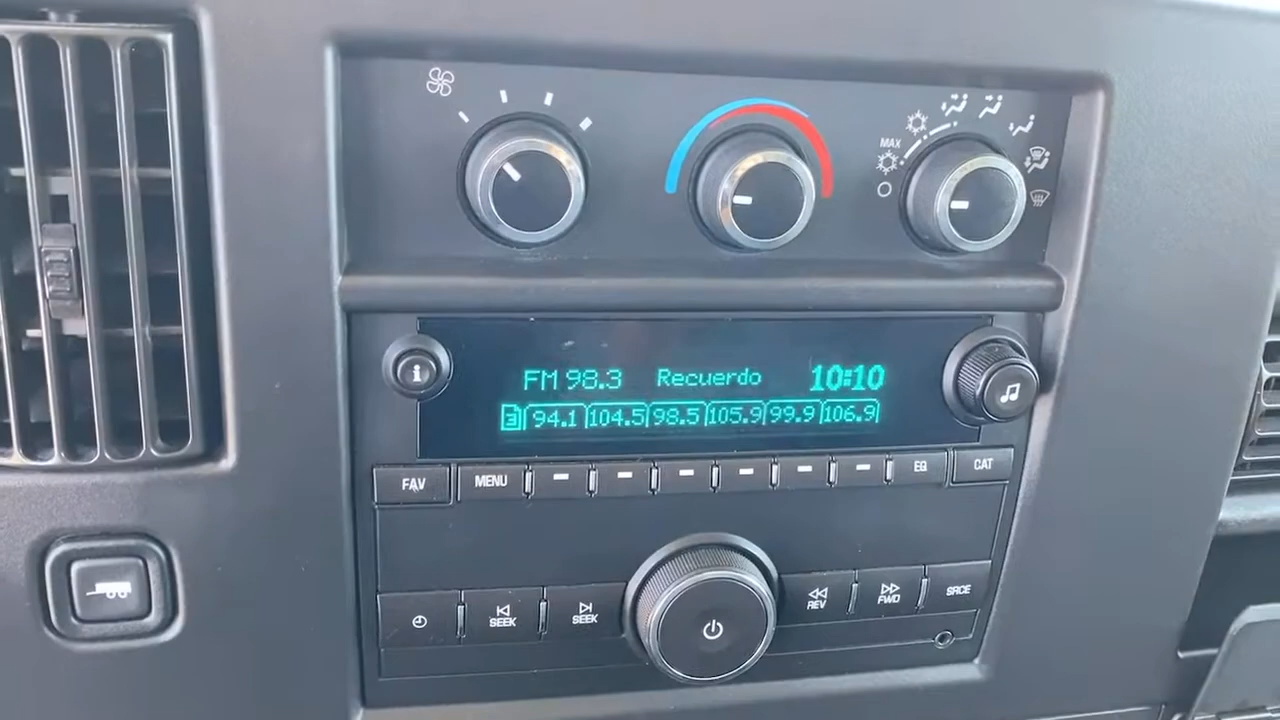 MAX
FM 98.3 Recuerdo 10:10
3 94.1 104.5 98.5 105.9 99.9 106.9
FAV MENU EQ CAT
SEEK SEEK REV FWD SRCE